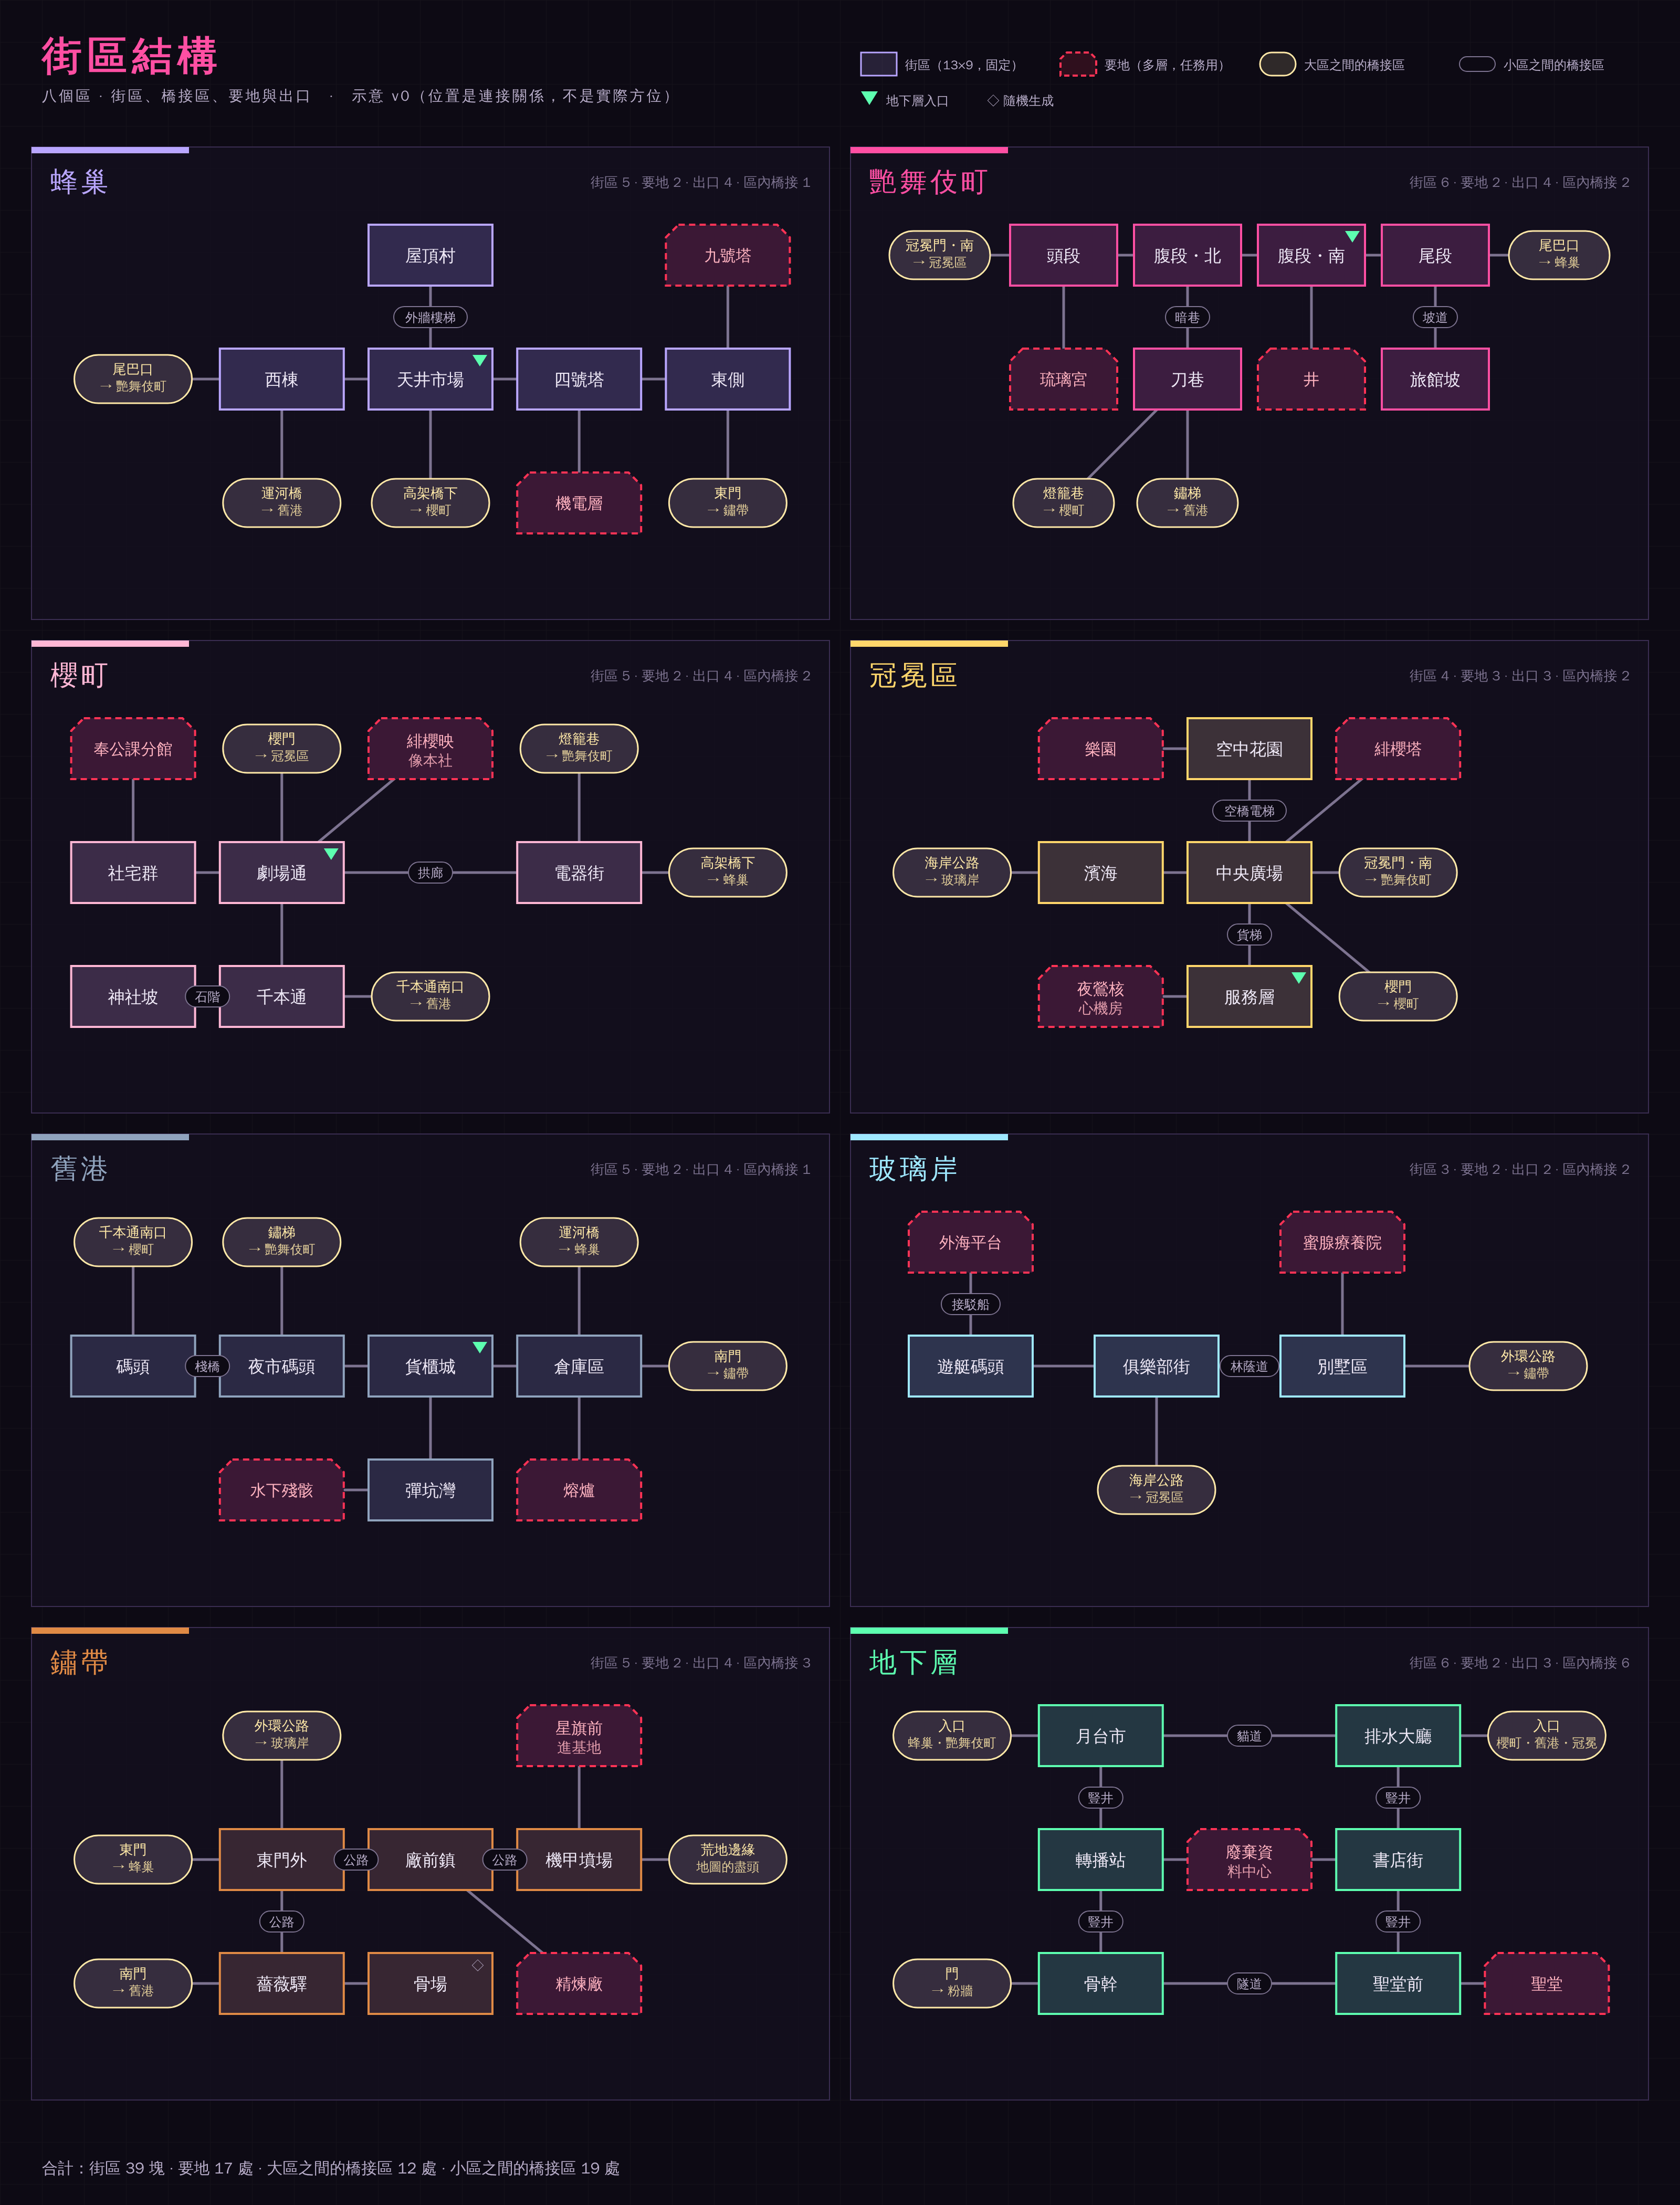 街區結構
八個區 · 街區、橋接區、要地與出口 · 示意 v0（位置是連接關係，不是實際方位）
街區（13×9，固定）
要地（多層，任務用）
大區之間的橋接區
小區之間的橋接區
地下層入口
◇ 隨機生成
蜂巢
街區 5 · 要地 2 · 出口 4 · 區內橋接 1
屋頂村
九號塔
外牆樓梯
尾巴口
→ 艷舞伎町
西棟
天井市場
四號塔
東側
運河橋
→ 舊港
高架橋下
→ 櫻町
機電層
東門
→ 鏽帶
艷舞伎町
街區 6 · 要地 2 · 出口 4 · 區內橋接 2
冠冕門・南
→ 冠冕區
頭段
腹段・北
腹段・南
尾段
尾巴口
→ 蜂巢
暗巷
坡道
琉璃宮
刀巷
井
旅館坡
燈籠巷
→ 櫻町
鏽梯
→ 舊港
櫻町
街區 5 · 要地 2 · 出口 4 · 區內橋接 2
奉公課分館
櫻門
→ 冠冕區
緋櫻映
像本社
燈籠巷
→ 艷舞伎町
社宅群
劇場通
拱廊
電器街
高架橋下
→ 蜂巢
神社坡
石階
千本通
千本通南口
→ 舊港
冠冕區
街區 4 · 要地 3 · 出口 3 · 區內橋接 2
樂園
空中花園
緋櫻塔
空橋電梯
海岸公路
→ 玻璃岸
濱海
中央廣場
冠冕門・南
→ 艷舞伎町
貨梯
夜鶯核
心機房
服務層
櫻門
→ 櫻町
舊港
街區 5 · 要地 2 · 出口 4 · 區內橋接 1
千本通南口
→ 櫻町
鏽梯
→ 艷舞伎町
運河橋
→ 蜂巢
碼頭
棧橋
夜市碼頭
貨櫃城
倉庫區
南門
→ 鏽帶
水下殘骸
彈坑灣
熔爐
玻璃岸
街區 3 · 要地 2 · 出口 2 · 區內橋接 2
外海平台
蜜腺療養院
接駁船
遊艇碼頭
俱樂部街
林蔭道
別墅區
外環公路
→ 鏽帶
海岸公路
→ 冠冕區
鏽帶
街區 5 · 要地 2 · 出口 4 · 區內橋接 3
外環公路
→ 玻璃岸
星旗前
進基地
東門
→ 蜂巢
東門外
公路
廠前鎮
公路
機甲墳場
荒地邊緣
地圖的盡頭
公路
南門
→ 舊港
薔薇驛
骨場
◇
精煉廠
地下層
街區 6 · 要地 2 · 出口 3 · 區內橋接 6
入口
蜂巢・艷舞伎町
月台市
貓道
排水大廳
入口
櫻町・舊港・冠冕
豎井
豎井
轉播站
廢棄資
料中心
書店街
豎井
豎井
門
→ 粉牆
骨幹
隧道
聖堂前
聖堂
合計：街區 39 塊 · 要地 17 處 · 大區之間的橋接區 12 處 · 小區之間的橋接區 19 處